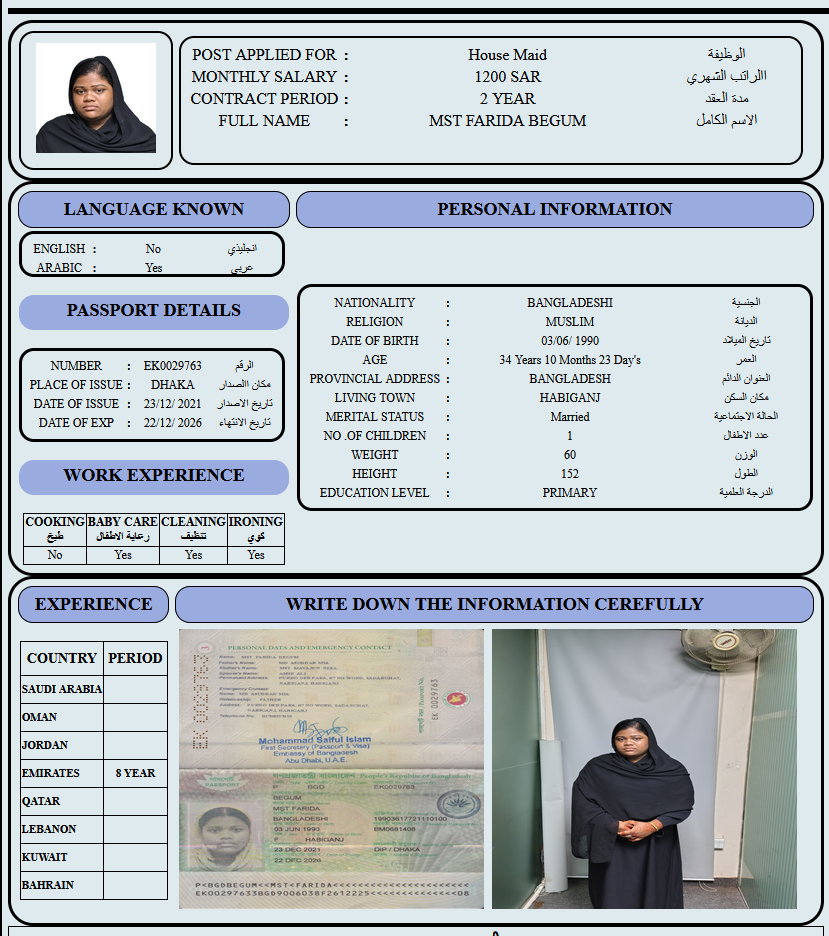 POST APPLIED FOR : House Maid الوظيفة
MONTHLY SALARY : 1200 SAR االراتب الشهري
CONTRACT PERIOD : 2 YEAR مدة العقد
FULL NAME : MST FARIDA BEGUM الاسم الكامل
LANGUAGE KNOWN
ENGLISH : No انجليذي
ARABIC : Yes عربي
PASSPORT DETAILS
NUMBER : EK0029763 الرقم
PLACE OF ISSUE : DHAKA مكان االصدار
DATE OF ISSUE : 23/12/ 2021 تاريخ الاصدار
DATE OF EXP : 22/12/ 2026 تاريخ الانتهاء
WORK EXPERIENCE
COOKING BABY CARE CLEANING IRONING
طبخ رعاية الاطفال تنظيف كوي
No Yes Yes Yes
PERSONAL INFORMATION
NATIONALITY : BANGLADESHI الجنسية
RELIGION : MUSLIM الديانة
DATE OF BIRTH : 03/06/ 1990 تاريخ الميلاد
AGE : 34 Years 10 Months 23 Day's العمر
PROVINCIAL ADDRESS : BANGLADESH العنوان الدائم
LIVING TOWN : HABIGANJ مكان السكن
MERITAL STATUS : Married الحالة الاجتماعية
NO .OF CHILDREN : 1 عدد الاطفال
WEIGHT : 60 الوزن
HEIGHT : 152 الطول
EDUCATION LEVEL : PRIMARY الدرجة العلمية
EXPERIENCE
COUNTRY PERIOD
SAUDI ARABIA
OMAN
JORDAN
EMIRATES 8 YEAR
QATAR
LEBANON
KUWAIT
BAHRAIN
WRITE DOWN THE INFORMATION CEREFULLY
PERSONAL DATA AND EMERGENCY CONTACT
EK 0029763
Mohammad Saiful Islam
First Secretary (Passport & Visa)
Embassy of Bangladesh
Abu Dhabi, U.A.E.
People's Republic of Bangladesh
PASSPORT
P BGD EK0029763
BEGUM
MST FARIDA
BANGLADESHI 19903617721110100
03 JUN 1990 BM0681408
F HABIGANJ
23 DEC 2021 DIP / DHAKA
22 DEC 2026
P<BGDBEGUM<<MST<FARIDA<<<<<<<<<<<<<<<<<<<<<<
EK00297633BGD9006038F2612225<<<<<<<<<<<<<<08